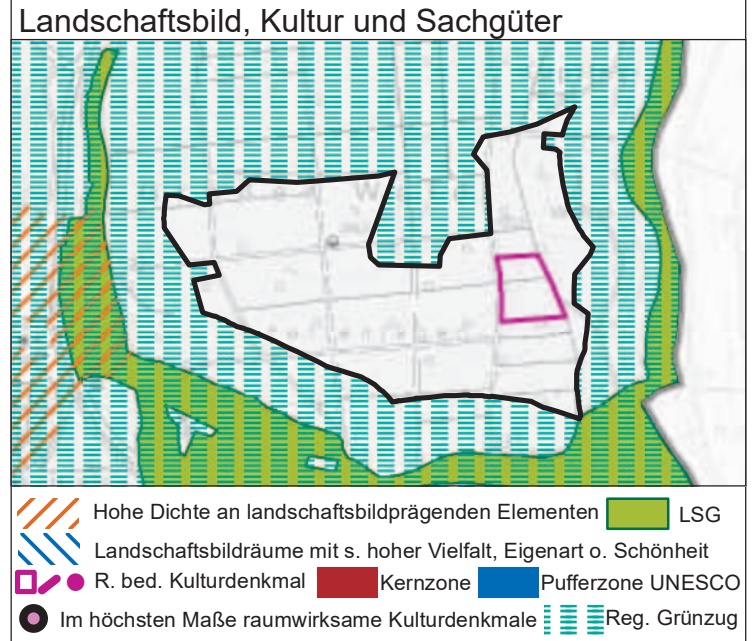 Landschaftsbild, Kultur und Sachgüter
Hohe Dichte an landschaftsbildprägenden Elementen LSG
Landschaftsbildräume mit s. hoher Vielfalt, Eigenart o. Schönheit
R. bed. Kulturdenkmal Kernzone Pufferzone UNESCO
Im höchsten Maße raumwirksame Kulturdenkmale Reg. Grünzug